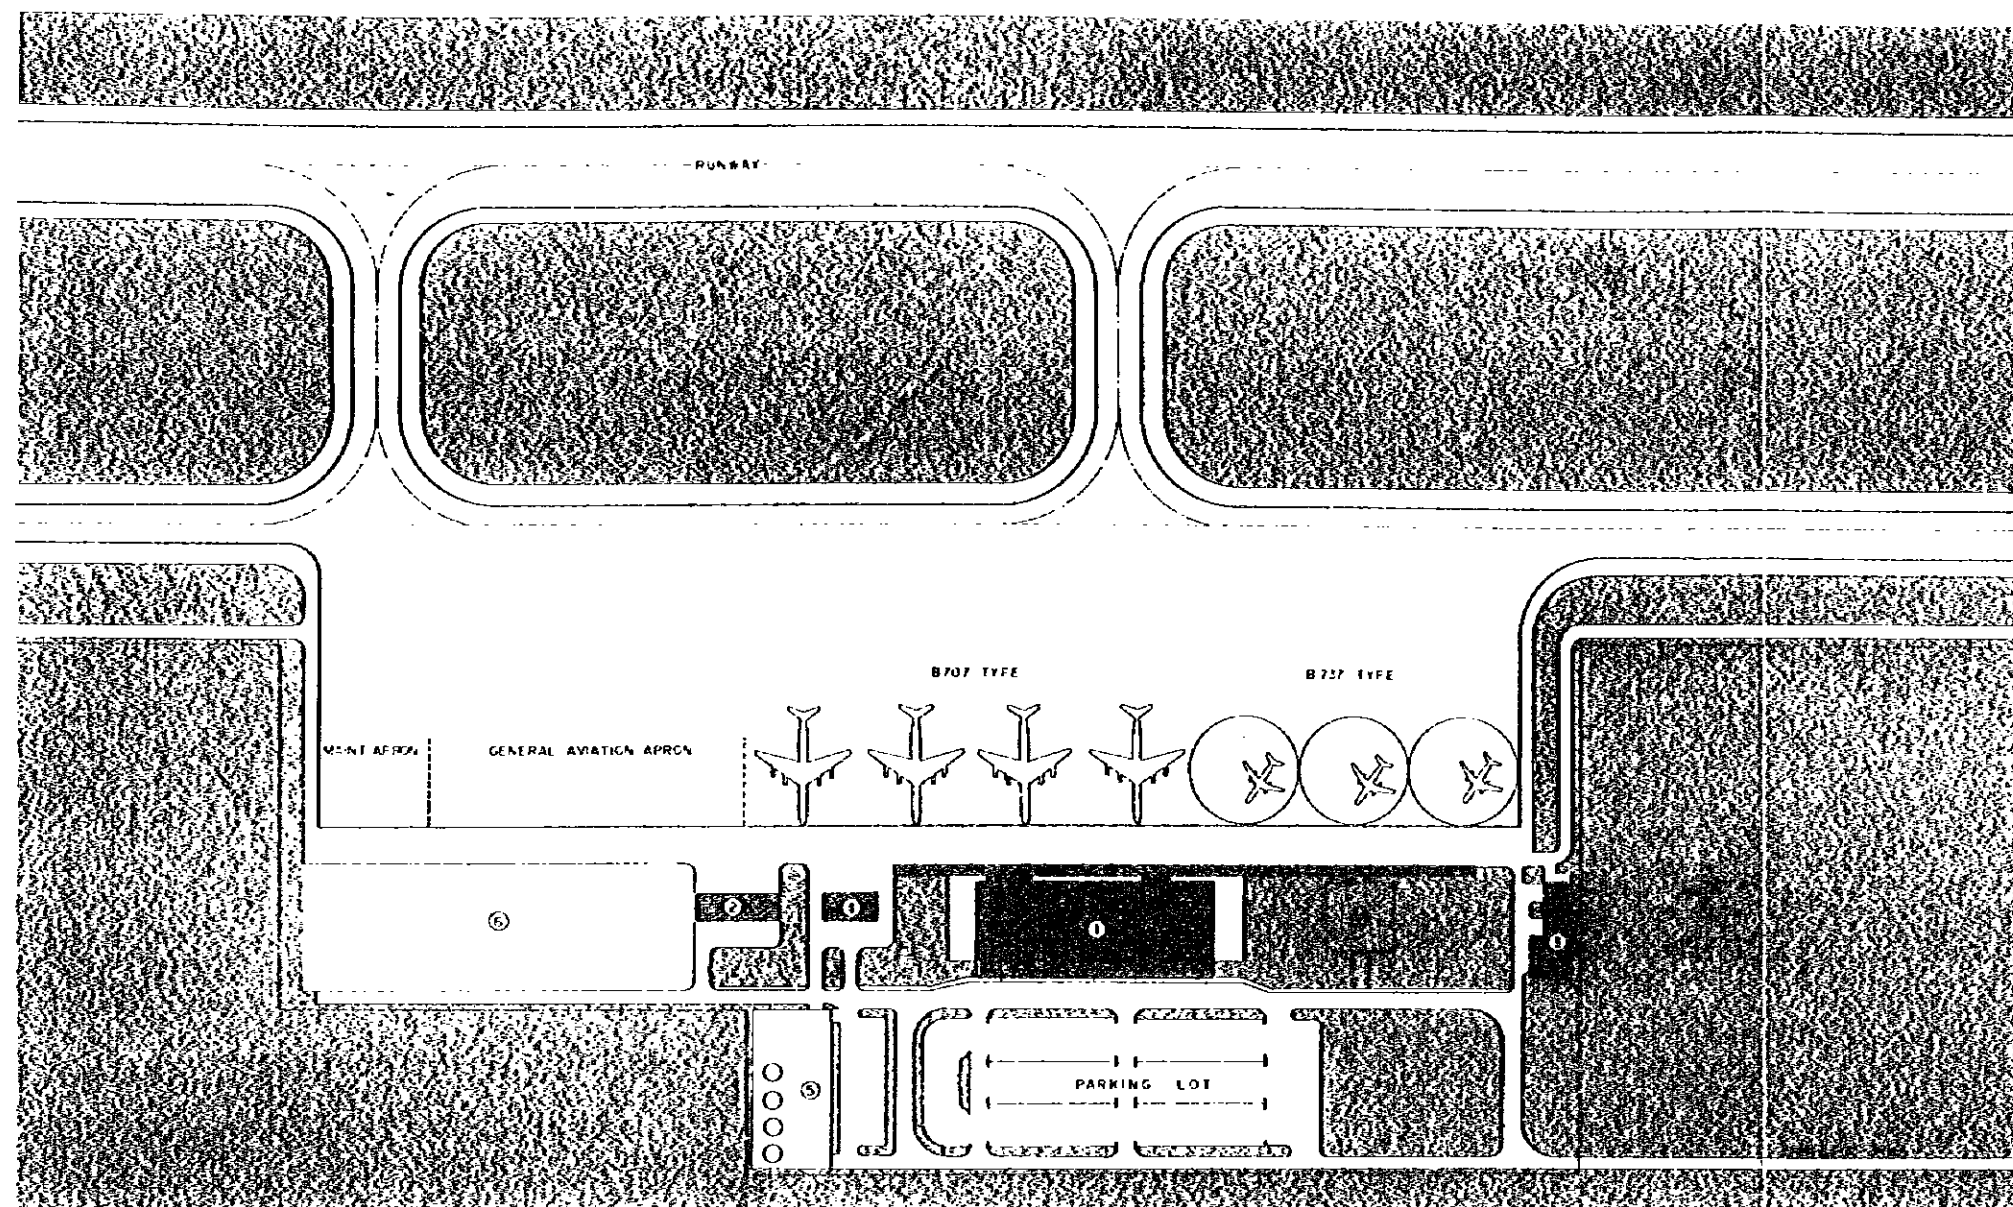 RUNWAY
B707 TYPE
B737 TYPE
MAINT APRON
GENERAL AVIATION APRON
6
2
1
5
PARKING LOT